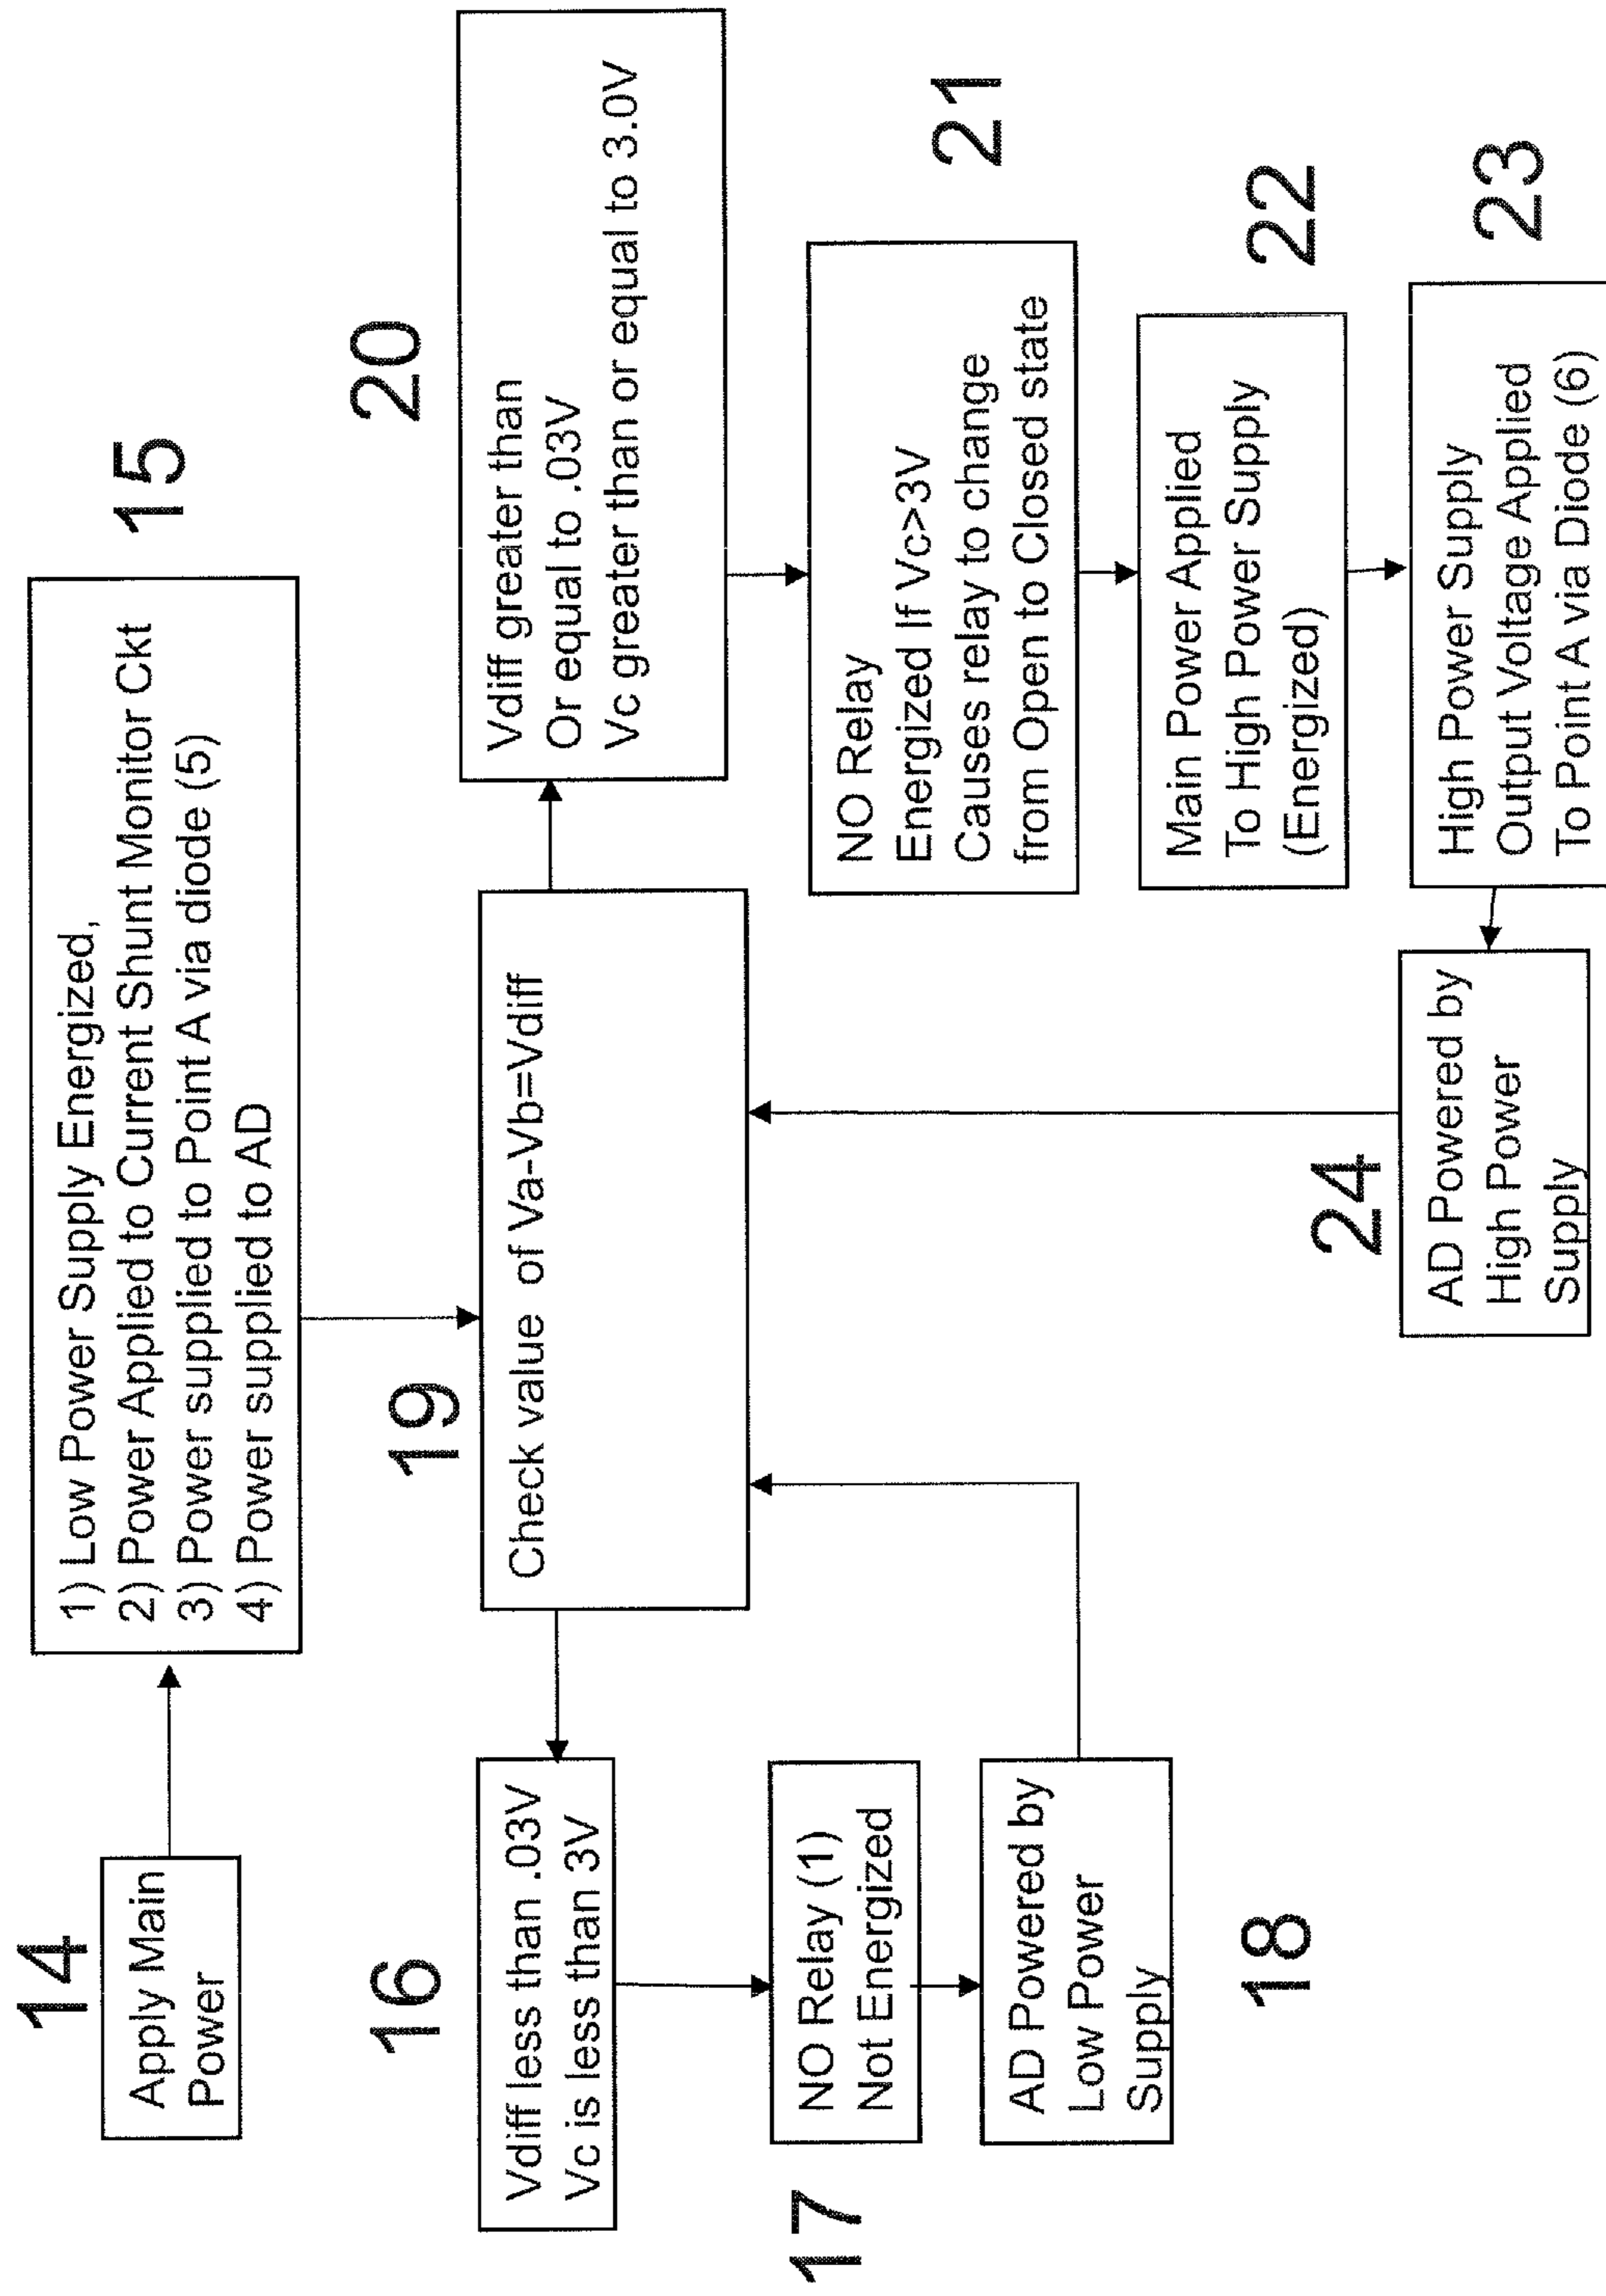 14
Apply Main
Power
15
1) Low Power Supply Energized,
2) Power Applied to Current Shunt Monitor Ckt
3) Power supplied to Point A via diode (5)
4) Power supplied to AD
16
Vdiff less than .03V
Vc is less than 3V
19
Check value of Va-Vb=Vdiff
20
Vdiff greater than
Or equal to .03V
Vc greater than or equal to 3.0V
17
NO Relay (1)
Not Energized
18
AD Powered by
Low Power
Supply
21
NO Relay
Energized If Vc>3V
Causes relay to change
from Open to Closed state
22
Main Power Applied
To High Power Supply
(Energized)
23
High Power Supply
Output Voltage Applied
To Point A via Diode (6)
24
AD Powered by
High Power
Supply